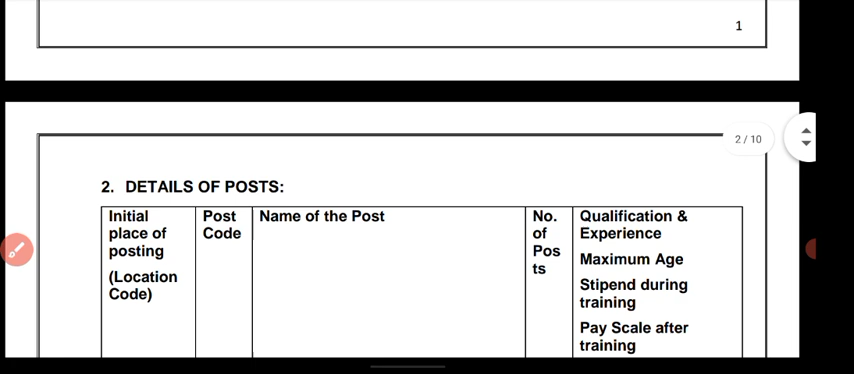 1
2 / 10
2. DETAILS OF POSTS:
Initial
place of
posting
(Location
Code)
Post
Code
Name of the Post
No.
of
Pos
ts
Qualification &
Experience
Maximum Age
Stipend during
training
Pay Scale after
training